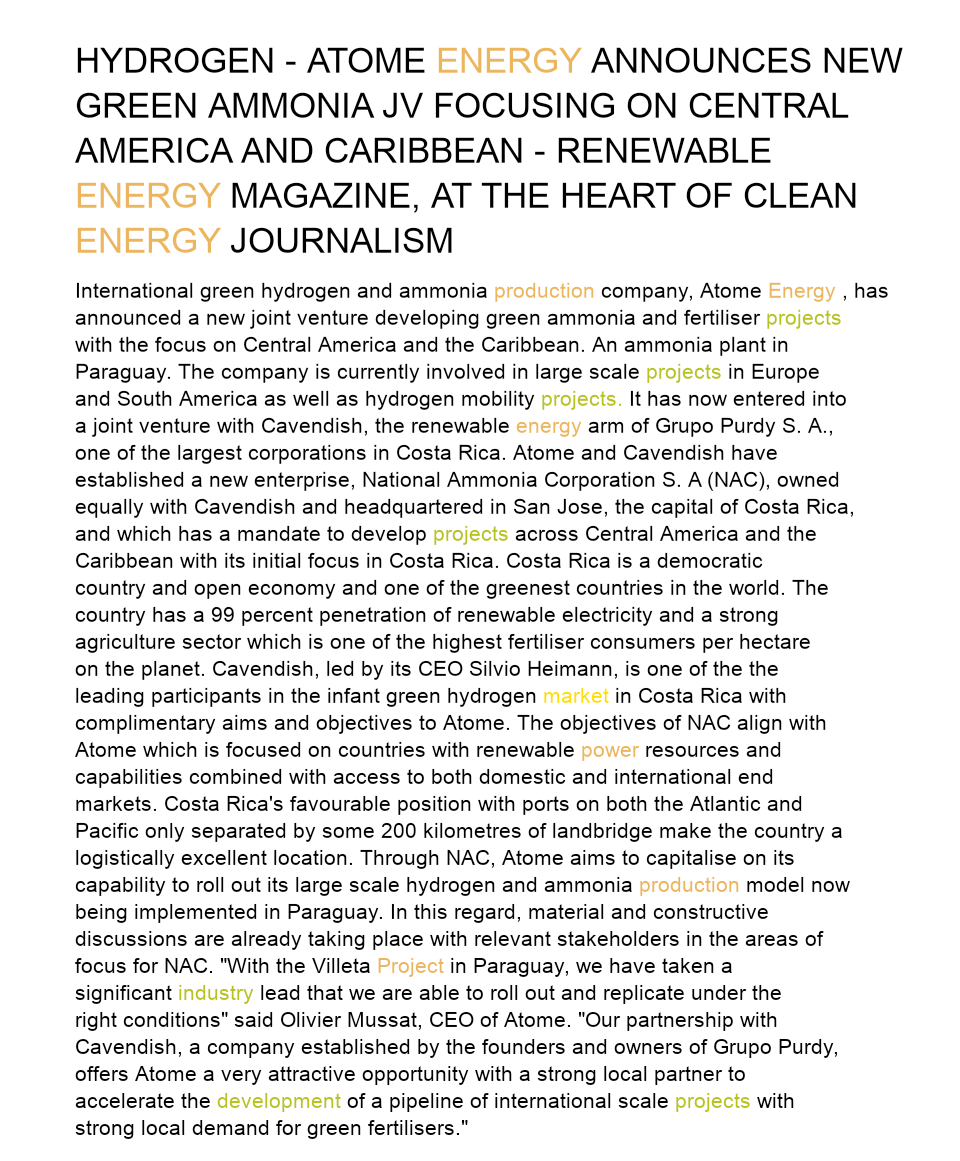 HYDROGEN - ATOME ENERGY ANNOUNCES NEW
GREEN AMMONIA JV FOCUSING ON CENTRAL
AMERICA AND CARIBBEAN - RENEWABLE
ENERGY MAGAZINE, AT THE HEART OF CLEAN
ENERGY JOURNALISM
International green hydrogen and ammonia production company, Atome Energy , has
announced a new joint venture developing green ammonia and fertiliser projects
with the focus on Central America and the Caribbean. An ammonia plant in
Paraguay. The company is currently involved in large scale projects in Europe
and South America as well as hydrogen mobility projects. It has now entered into
a joint venture with Cavendish, the renewable energy arm of Grupo Purdy S. A.,
one of the largest corporations in Costa Rica. Atome and Cavendish have
established a new enterprise, National Ammonia Corporation S. A (NAC), owned
equally with Cavendish and headquartered in San Jose, the capital of Costa Rica,
and which has a mandate to develop projects across Central America and the
Caribbean with its initial focus in Costa Rica. Costa Rica is a democratic
country and open economy and one of the greenest countries in the world. The
country has a 99 percent penetration of renewable electricity and a strong
agriculture sector which is one of the highest fertiliser consumers per hectare
on the planet. Cavendish, led by its CEO Silvio Heimann, is one of the the
leading participants in the infant green hydrogen market in Costa Rica with
complimentary aims and objectives to Atome. The objectives of NAC align with
Atome which is focused on countries with renewable power resources and
capabilities combined with access to both domestic and international end
markets. Costa Rica's favourable position with ports on both the Atlantic and
Pacific only separated by some 200 kilometres of landbridge make the country a
logistically excellent location. Through NAC, Atome aims to capitalise on its
capability to roll out its large scale hydrogen and ammonia production model now
being implemented in Paraguay. In this regard, material and constructive
discussions are already taking place with relevant stakeholders in the areas of
focus for NAC. "With the Villeta Project in Paraguay, we have taken a
significant industry lead that we are able to roll out and replicate under the
right conditions" said Olivier Mussat, CEO of Atome. "Our partnership with
Cavendish, a company established by the founders and owners of Grupo Purdy,
offers Atome a very attractive opportunity with a strong local partner to
accelerate the development of a pipeline of international scale projects with
strong local demand for green fertilisers."